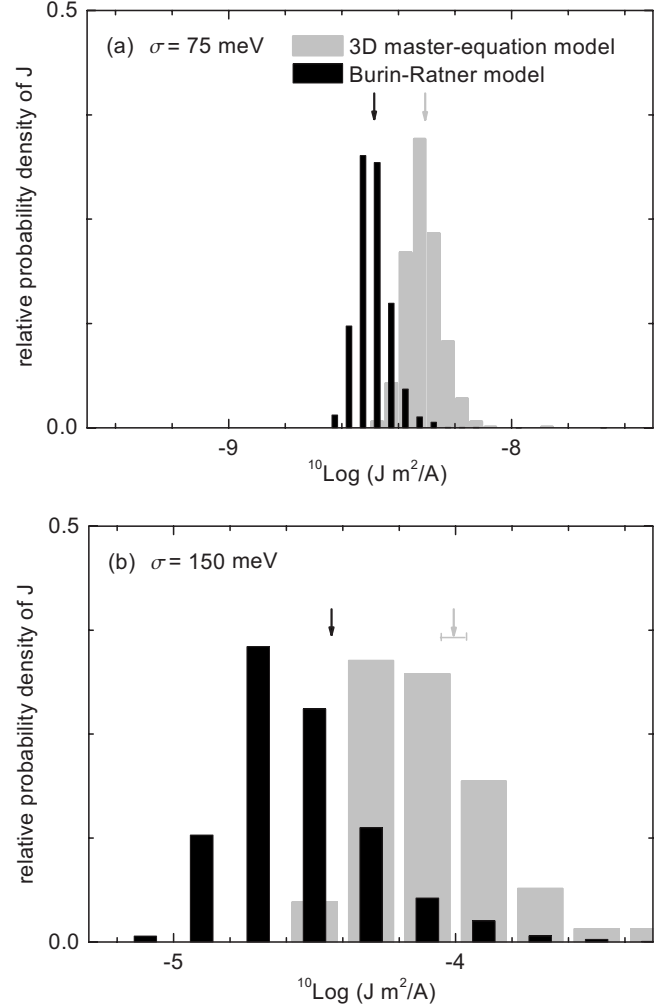 0.5
(a) σ = 75 meV
3D master-equation model
Burin-Ratner model
relative probability density of J
0.0
-9
-8
¹⁰Log (J m²/A)
0.5
(b) σ = 150 meV
relative probability density of J
0.0
-5
-4
¹⁰Log (J m²/A)